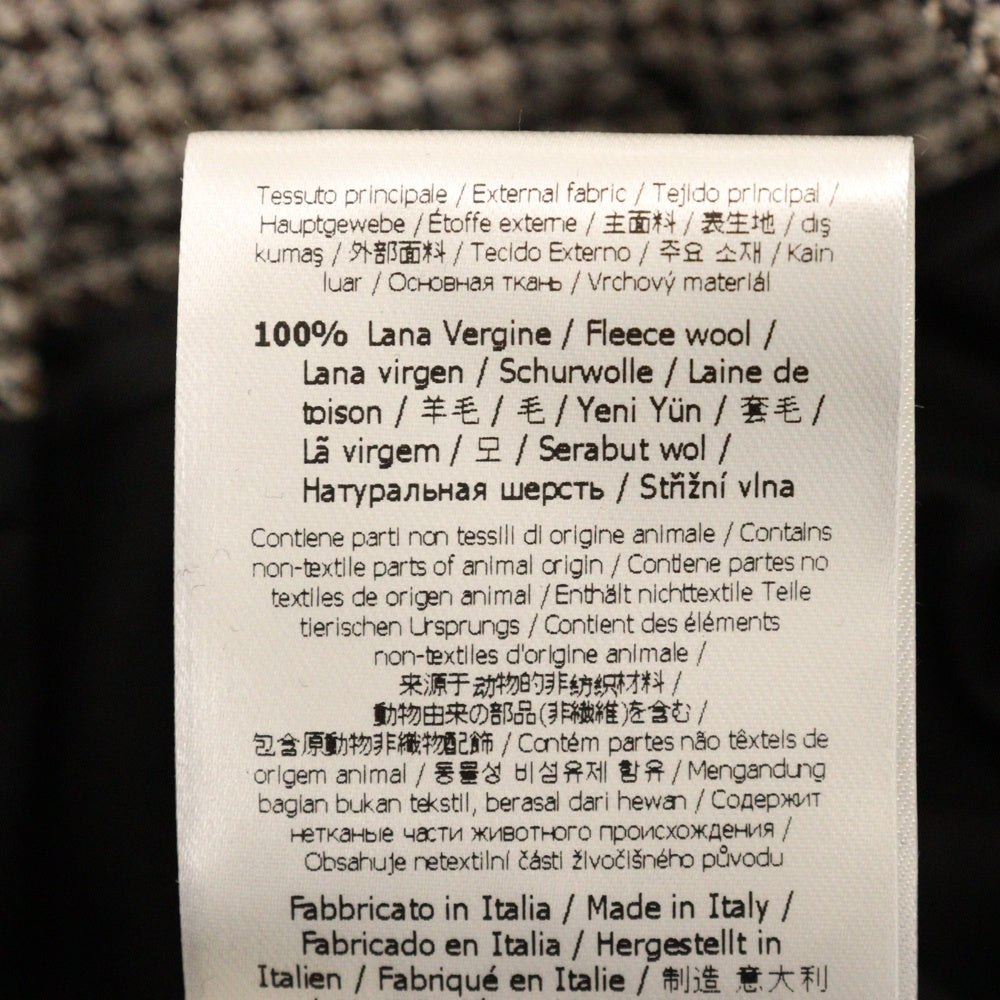 Tessuto principale / External fabric / Tejido principal /
Hauptgewebe / Étoffe externe / 主面料 / 表生地 / dış
kumaş / 外部面料 / Tecido Externo / 주요 소재 / Kain
luar / Основная ткань / Vrchový materiál
100% Lana Vergine / Fleece wool /
Lana virgen / Schurwolle / Laine de
toison / 羊毛 / 毛 / Yeni Yün / 套毛 /
Lã virgem / 모 / Serabut wol /
Натуральная шерсть / Střižní vlna
Contiene parti non tessili di origine animale / Contains
non-textile parts of animal origin / Contiene partes no
textiles de origen animal / Enthält nichttextile Teile
tierischen Ursprungs / Contient des éléments
non-textiles d'origine animale /
来源于动物的非纺织材料 /
動物由来の部品(非繊維)を含む /
包含原動物非織物配飾 / Contém partes não têxteis de
origem animal / 동물성 비섬유제 함유 / Mengandung
bagian bukan tekstil, berasal dari hewan / Содержит
нетканые части животного происхождения /
Obsahuje netextilní části živočišného původu
Fabbricato in Italia / Made in Italy /
Fabricado en Italia / Hergestellt in
Italien / Fabriqué en Italie / 制造 意大利